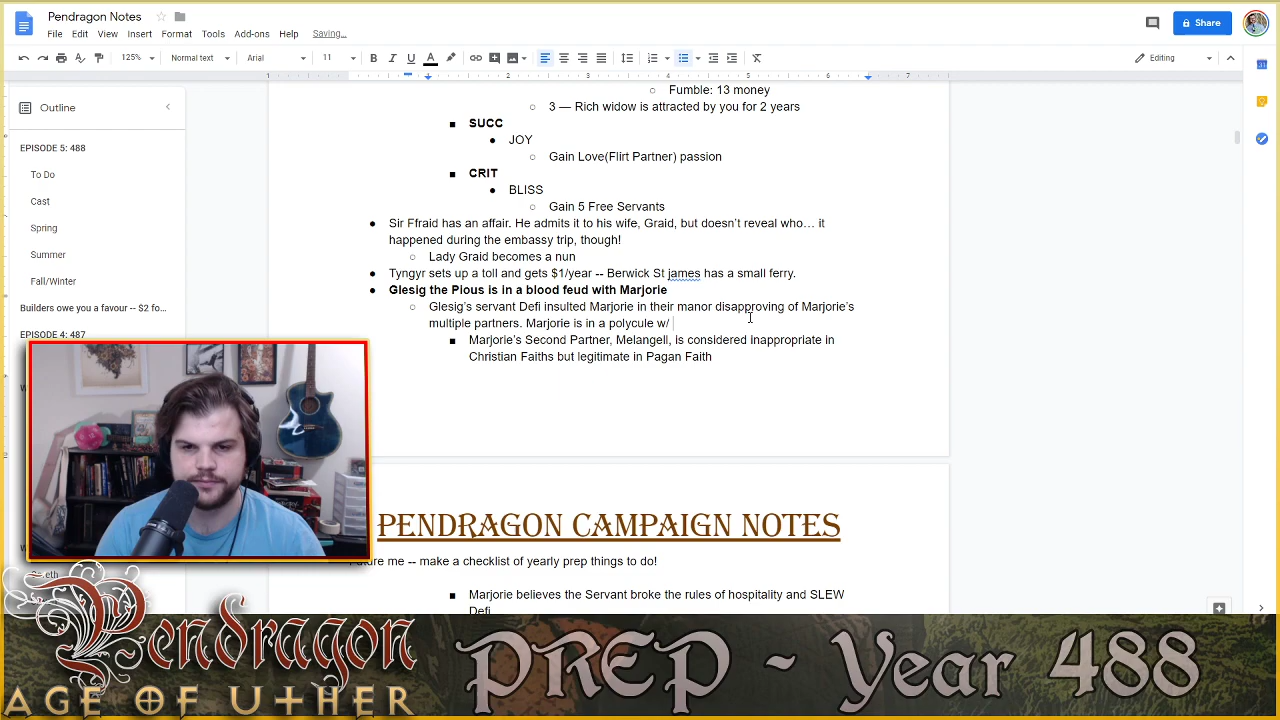 Pendragon Notes
File Edit View Insert Format Tools Add-ons Help Saving...
Share
125% Normal text Arial 11 Editing
1 1 2 3 4 5 6 7
Outline
EPISODE 5: 488
To Do
Cast
Spring
Summer
Fall/Winter
Builders owe you a favour -- $2 fo...
EPISODE 4: 487
Fumble: 13 money
3 — Rich widow is attracted by you for 2 years
SUCC
JOY
Gain Love(Flirt Partner) passion
CRIT
BLISS
Gain 5 Free Servants
Sir Ffraid has an affair. He admits it to his wife, Graid, but doesn't reveal who… it
happened during the embassy trip, though!
Lady Graid becomes a nun
Tyngyr sets up a toll and gets $1/year -- Berwick St james has a small ferry.
Glesig the Pious is in a blood feud with Marjorie
Glesig's servant Defi insulted Marjorie in their manor disapproving of Marjorie's
multiple partners. Marjorie is in a polycule w/
Marjorie's Second Partner, Melangell, is considered inappropriate in
Christian Faiths but legitimate in Pagan Faith
PENDRAGON CAMPAIGN NOTES
future me -- make a checklist of yearly prep things to do!
Marjorie believes the Servant broke the rules of hospitality and SLEW
Defi
Pendragon
AGE OF UTHER
PREP - Year 488